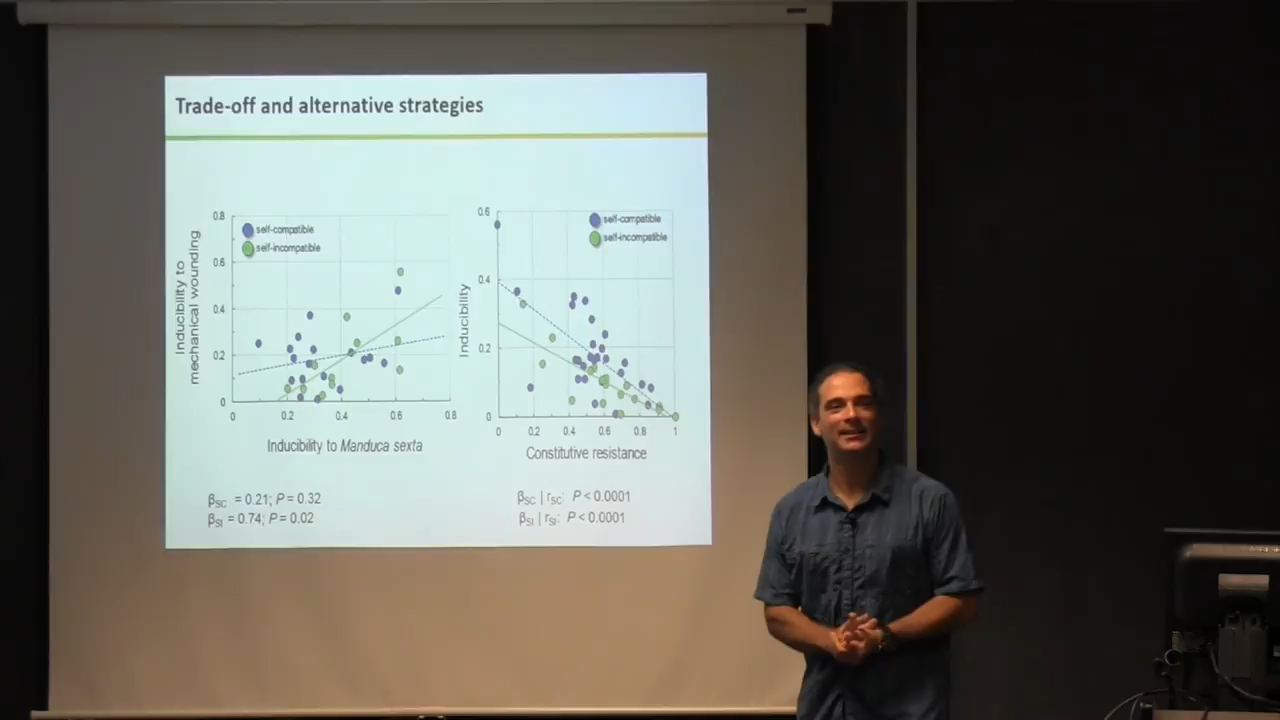 Trade-off and alternative strategies
0.8
self-compatible
self-incompatible
0.6
0.4
0.2
0
0
0.2
0.4
0.6
0.8
Inducibility to
mechanical wounding
Inducibility to Manduca sexta
βSC = 0.21; P = 0.32
βSI = 0.74; P = 0.02
0.6
self-compatible
self-incompatible
0.4
0.2
0
0
0.2
0.4
0.6
0.8
1
Inducibility
Constitutive resistance
βSC | rSC: P < 0.0001
βSI | rSI: P < 0.0001